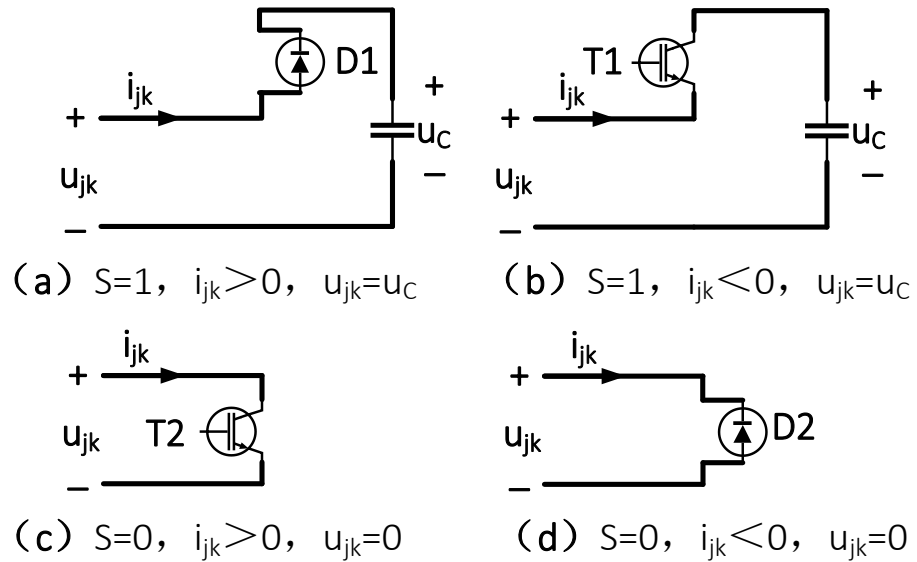 D1
T1
i_jk
i_jk
+
+
+
+
u_C
u_C
u_jk
u_jk
−
−
−
−
（a）S=1， i_jk＞0， u_jk=u_C
（b）S=1， i_jk＜0， u_jk=u_C
i_jk
i_jk
+
+
u_jk
T2
u_jk
D2
−
−
（c）S=0， i_jk＞0， u_jk=0
（d）S=0， i_jk＜0， u_jk=0